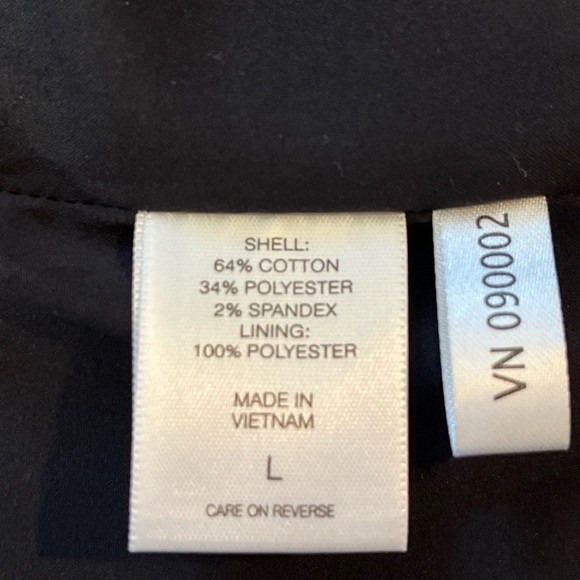 SHELL:
64% COTTON
34% POLYESTER
2% SPANDEX
LINING:
100% POLYESTER
MADE IN
VIETNAM
L
CARE ON REVERSE
VN 090002